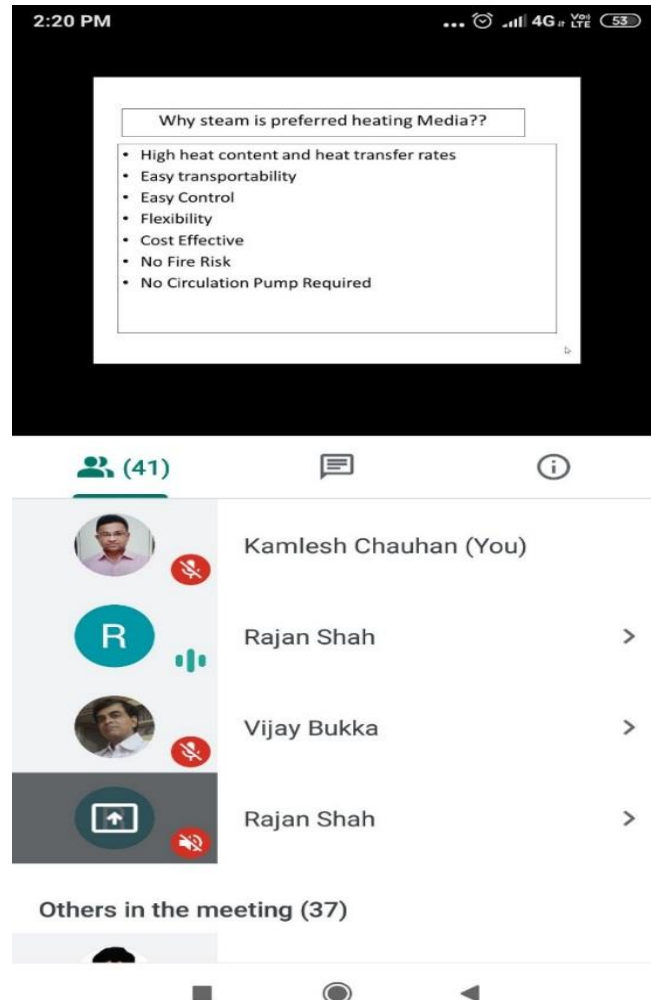 2:20 PM
4G VoLTE 53
Why steam is preferred heating Media??
• High heat content and heat transfer rates
• Easy transportability
• Easy Control
• Flexibility
• Cost Effective
• No Fire Risk
• No Circulation Pump Required
(41)
Kamlesh Chauhan (You)
R
Rajan Shah
Vijay Bukka
Rajan Shah
Others in the meeting (37)